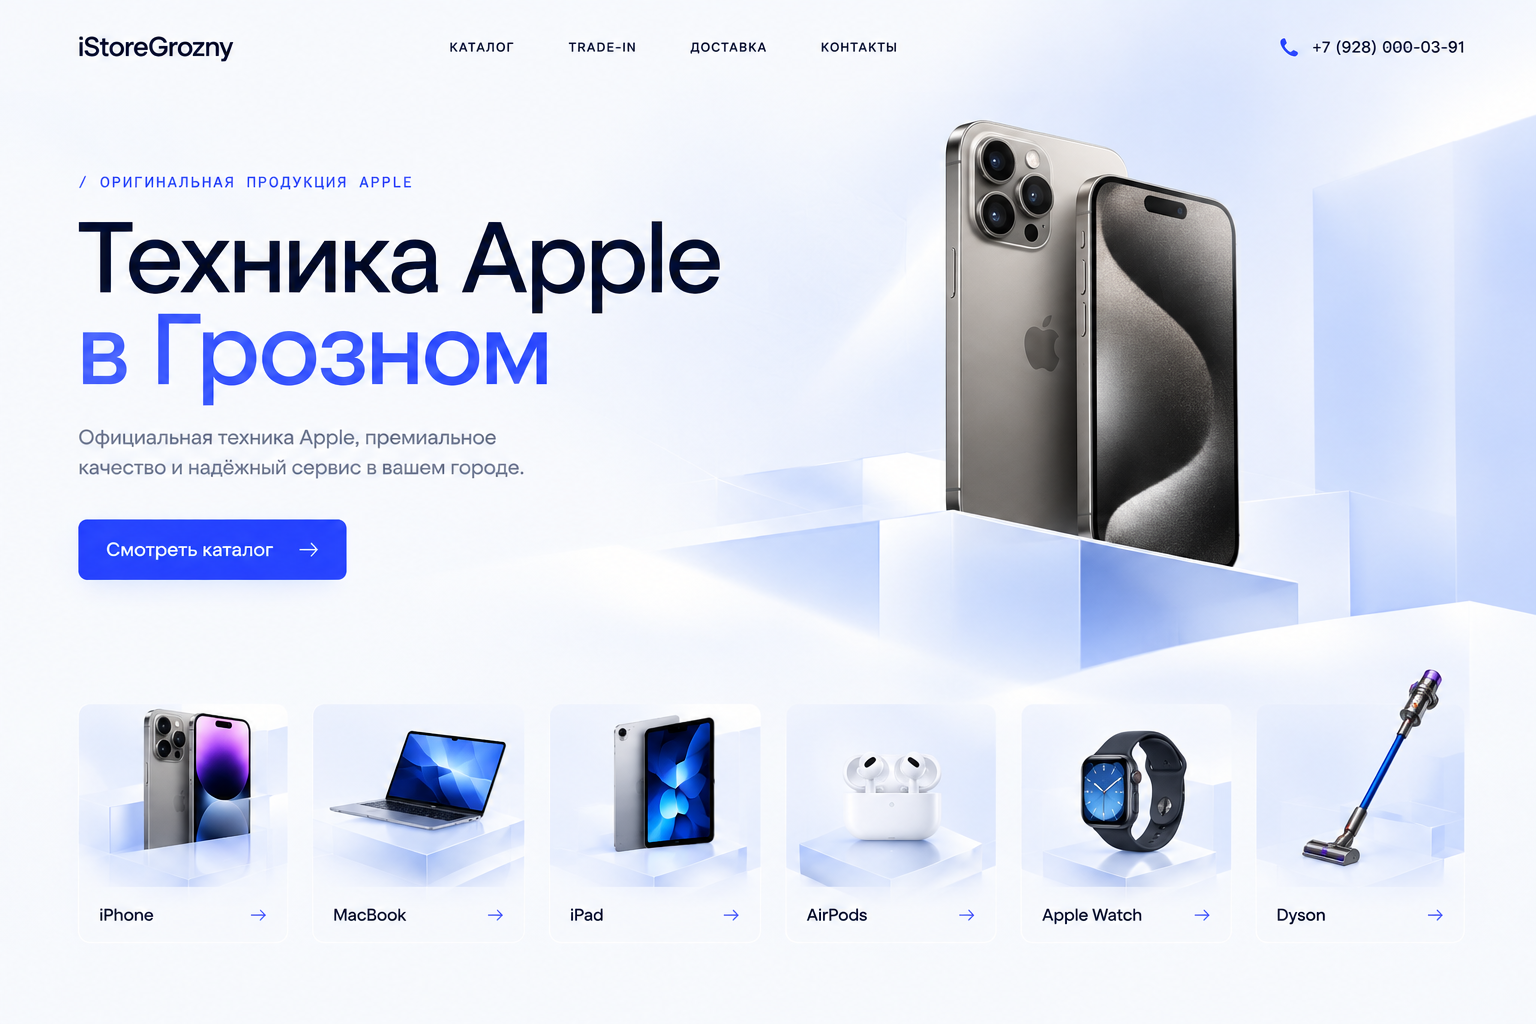 iStoreGrozny
КАТАЛОГ
TRADE-IN
ДОСТАВКА
КОНТАКТЫ
+7 (928) 000-03-91
/ ОРИГИНАЛЬНАЯ ПРОДУКЦИЯ APPLE
Техника Apple
в Грозном
Официальная техника Apple, премиальное
качество и надёжный сервис в вашем городе.
Смотреть каталог →
iPhone →
MacBook →
iPad →
AirPods →
Apple Watch →
Dyson →